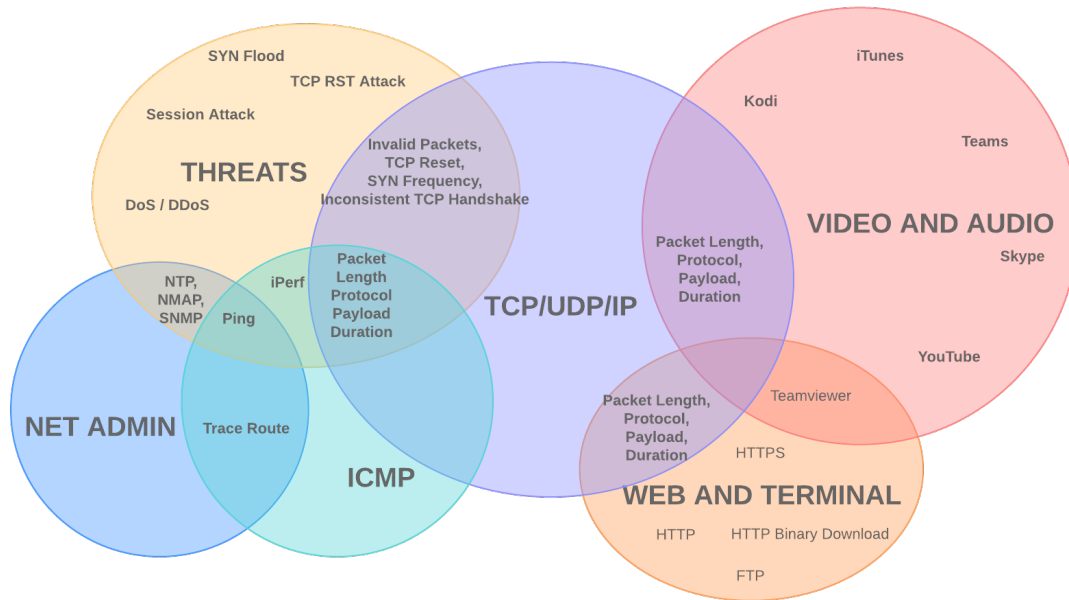 SYN Flood
TCP RST Attack
Session Attack
THREATS
DoS / DDoS
Invalid Packets,
TCP Reset,
SYN Frequency,
Inconsistent TCP Handshake
NTP,
NMAP,
SNMP
Ping
iPerf
Packet
Length
Protocol
Payload
Duration
NET ADMIN
Trace Route
ICMP
TCP/UDP/IP
iTunes
Kodi
Teams
VIDEO AND AUDIO
Skype
YouTube
Packet Length,
Protocol,
Payload,
Duration
Packet Length,
Protocol,
Payload,
Duration
Teamviewer
HTTPS
WEB AND TERMINAL
HTTP
HTTP Binary Download
FTP